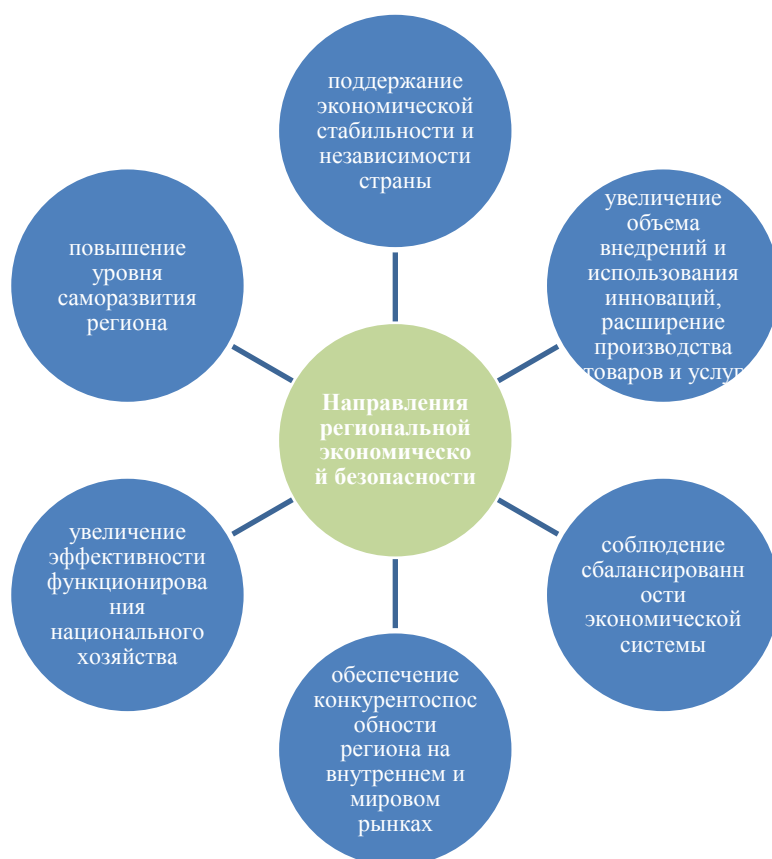 поддержание
экономической
стабильности и
независимости
страны
увеличение
объема
внедрений и
использования
инноваций,
расширение
производства
товаров и услуг
соблюдение
сбалансированн
ости
экономической
системы
обеспечение
конкурентоспос
обности
региона на
внутреннем и
мировом
рынках
увеличение
эффективности
функционирова
ния
национального
хозяйства
повышение
уровня
саморазвития
региона
Направления
региональной
экономическо
й безопасности